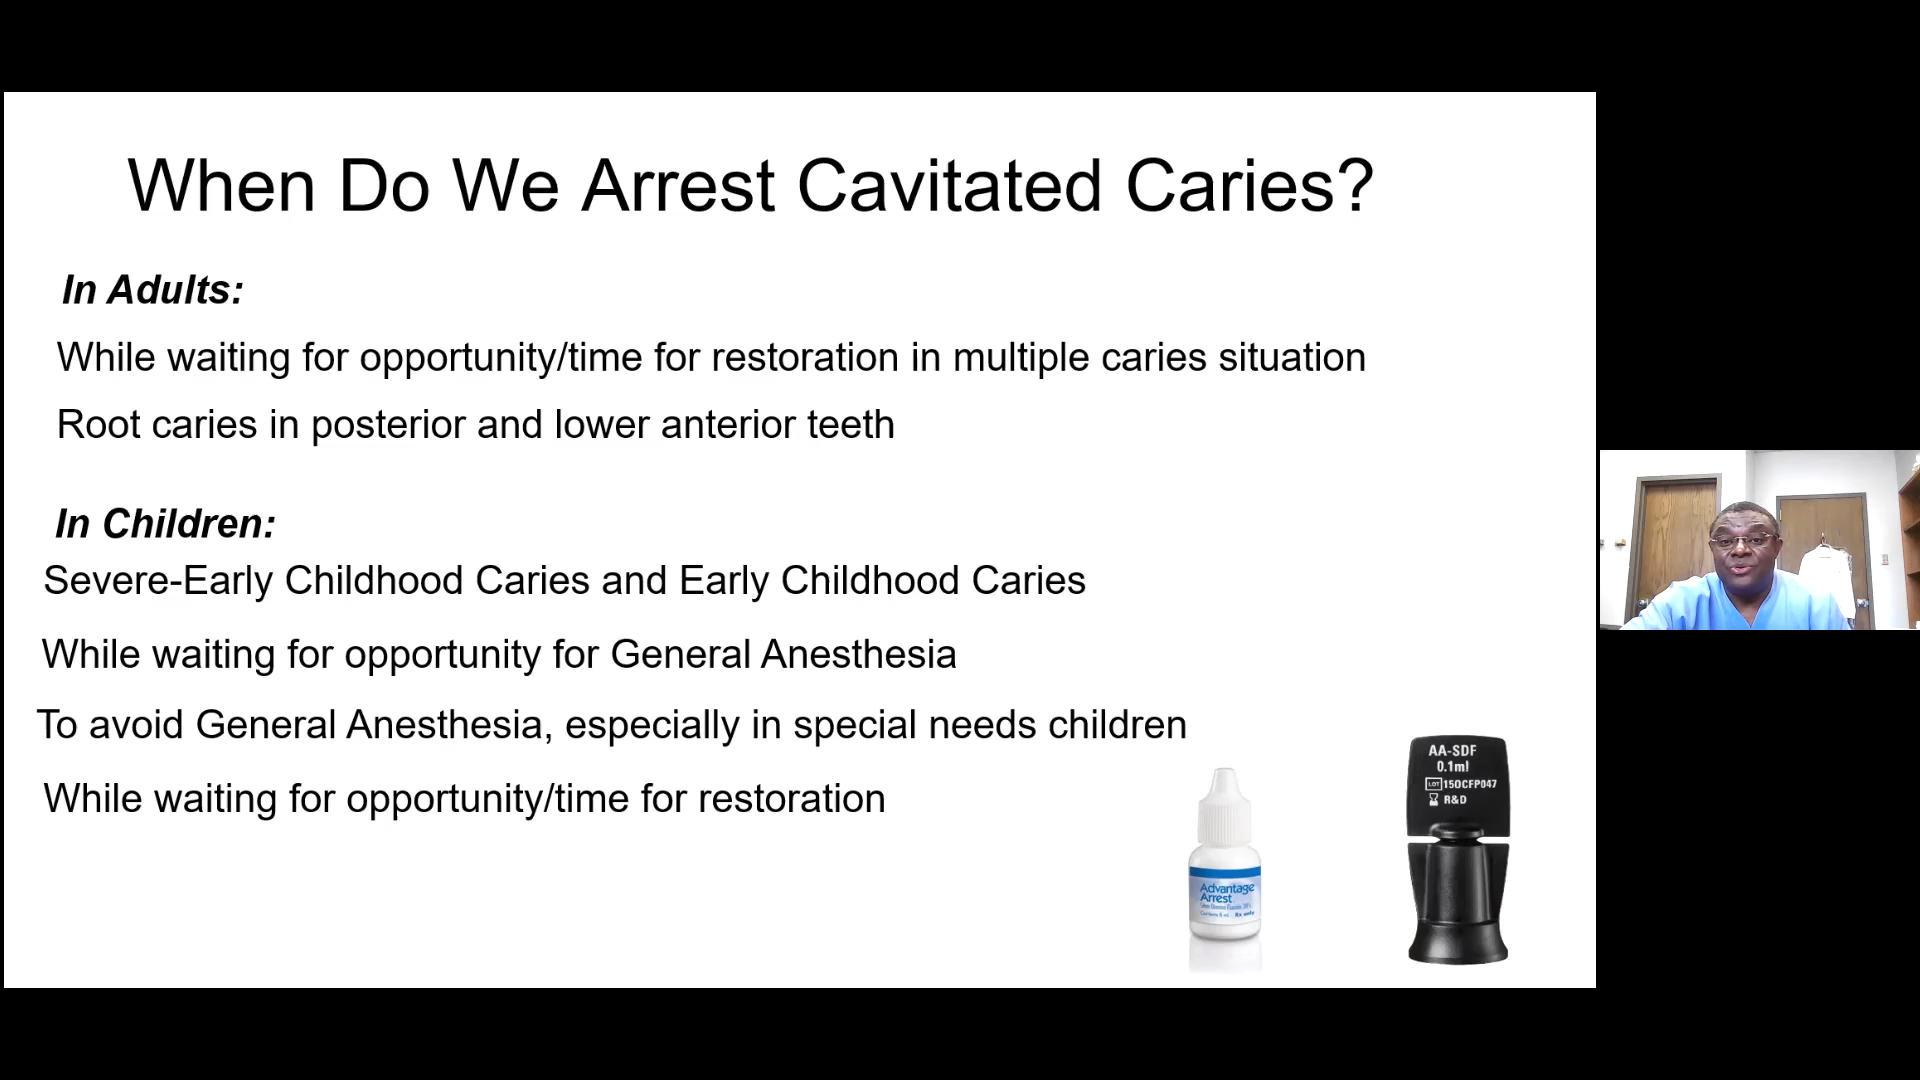 When Do We Arrest Cavitated Caries?
In Adults:
While waiting for opportunity/time for restoration in multiple caries situation
Root caries in posterior and lower anterior teeth
In Children:
Severe-Early Childhood Caries and Early Childhood Caries
While waiting for opportunity for General Anesthesia
To avoid General Anesthesia, especially in special needs children
While waiting for opportunity/time for restoration
Advantage
Arrest
Rx only
AA-SDF
0.1ml
LOT 150CFP047
R&D